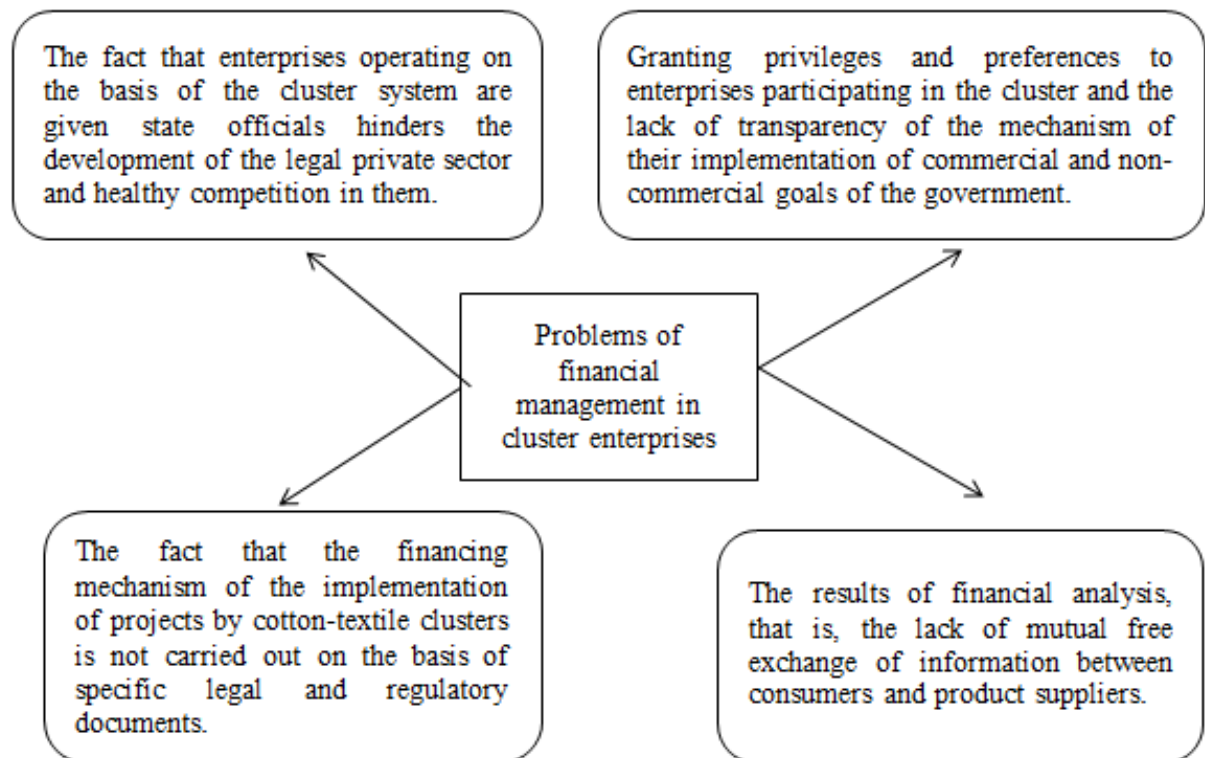 The fact that enterprises operating on
the basis of the cluster system are
given state officials hinders the
development of the legal private sector
and healthy competition in them.
Granting privileges and preferences to
enterprises participating in the cluster and the
lack of transparency of the mechanism of
their implementation of commercial and non-
commercial goals of the government.
Problems of
financial
management in
cluster enterprises
The fact that the financing
mechanism of the implementation
of projects by cotton-textile clusters
is not carried out on the basis of
specific legal and regulatory
documents.
The results of financial analysis,
that is, the lack of mutual free
exchange of information between
consumers and product suppliers.